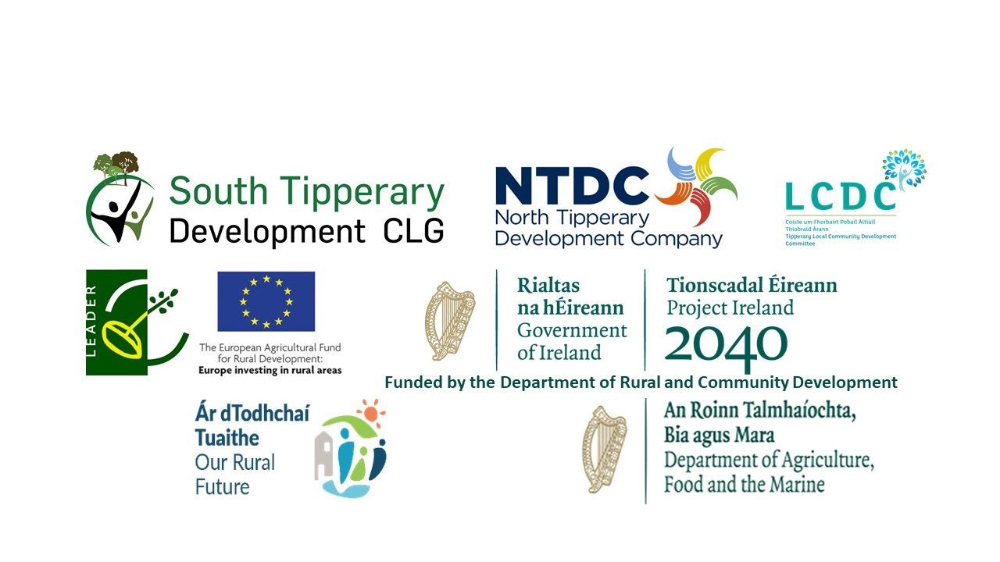 South Tipperary
Development CLG
NTDC
North Tipperary
Development Company
LCDC
Coiste um Fhorbairt Pobail Áitiúil
Thiobraid Árann
Tipperary Local Community Development
Committee
LEADER
The European Agricultural Fund
for Rural Development:
Europe investing in rural areas
Rialtas
na hÉireann
Government
of Ireland
Tionscadal Éireann
Project Ireland
2040
Funded by the Department of Rural and Community Development
Ár dTodhchaí
Tuaithe
Our Rural
Future
An Roinn Talmhaíochta,
Bia agus Mara
Department of Agriculture,
Food and the Marine